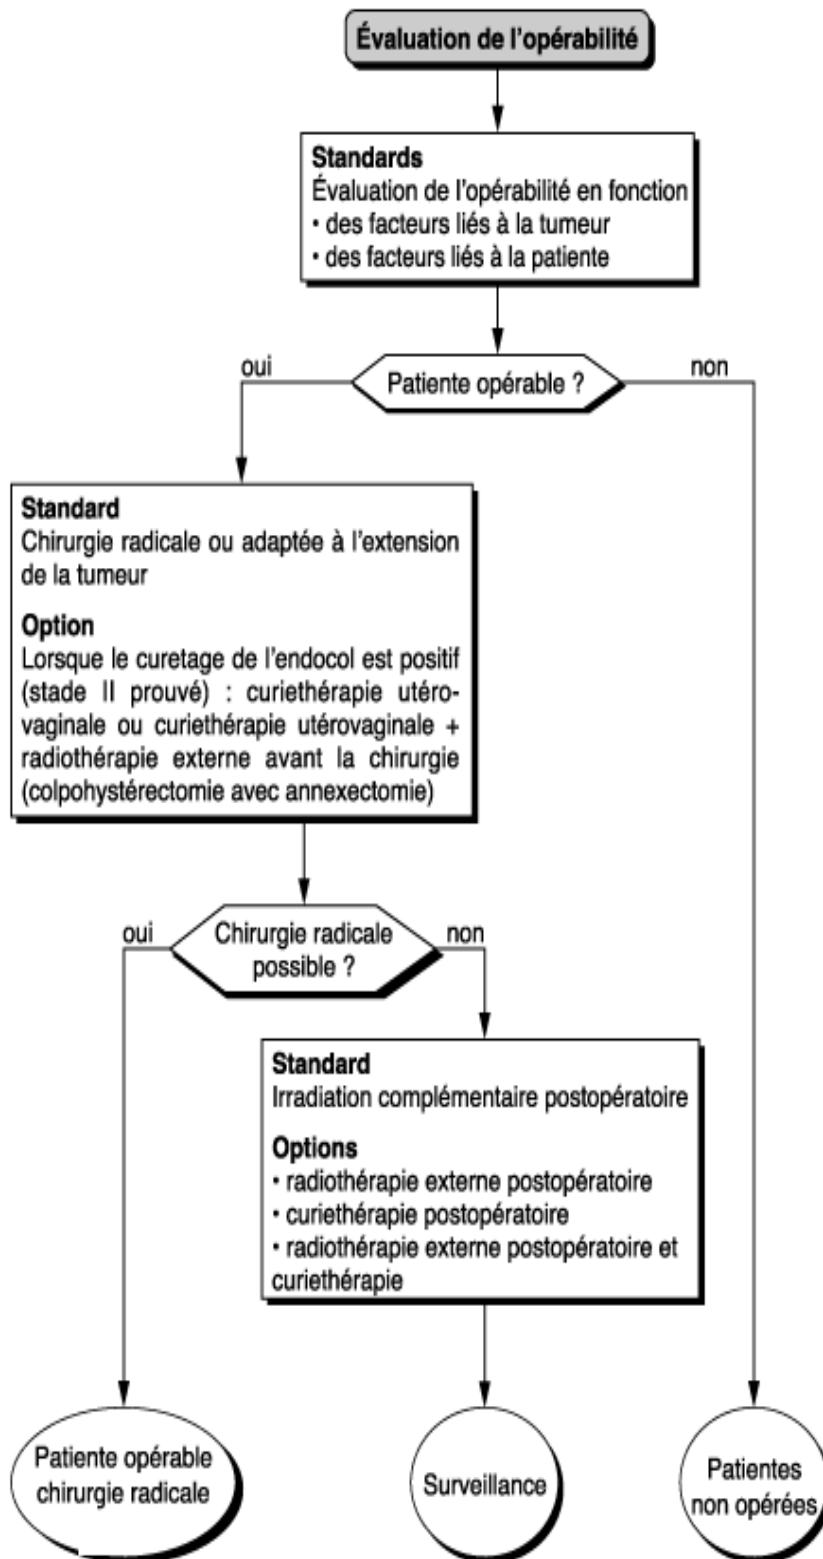 Évaluation de l'opérabilité
Standards
Évaluation de l'opérabilité en fonction
• des facteurs liés à la tumeur
• des facteurs liés à la patiente
oui
Patiente opérable ?
non
Standard
Chirurgie radicale ou adaptée à l'extension
de la tumeur
Option
Lorsque le curetage de l'endocol est positif
(stade II prouvé) : curiethérapie utéro-
vaginale ou curiethérapie utérovaginale +
radiothérapie externe avant la chirurgie
(colpohystérectomie avec annexectomie)
oui
Chirurgie radicale
possible ?
non
Standard
Irradiation complémentaire postopératoire
Options
• radiothérapie externe postopératoire
• curiethérapie postopératoire
• radiothérapie externe postopératoire et
curiethérapie
Patiente opérable
chirurgie radicale
Surveillance
Patientes
non opérées